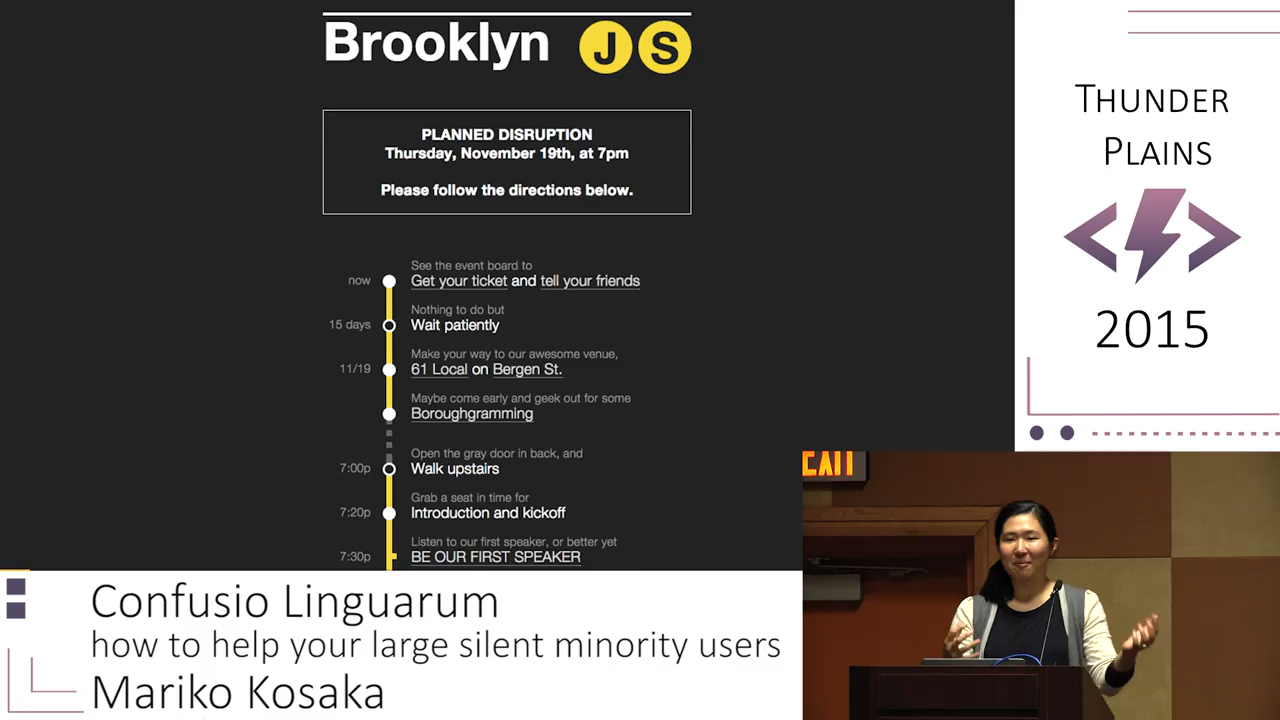 Brooklyn JS
PLANNED DISRUPTION
Thursday, November 19th, at 7pm
Please follow the directions below.
See the event board to
now Get your ticket and tell your friends
Nothing to do but
15 days Wait patiently
Make your way to our awesome venue,
11/19 61 Local on Bergen St.
Maybe come early and geek out for some
Boroughgramming
Open the gray door in back, and
7:00p Walk upstairs
Grab a seat in time for
7:20p Introduction and kickoff
Listen to our first speaker, or better yet
7:30p BE OUR FIRST SPEAKER
THUNDER
PLAINS
2015
EXIT
Confusio Linguarum
how to help your large silent minority users
Mariko Kosaka